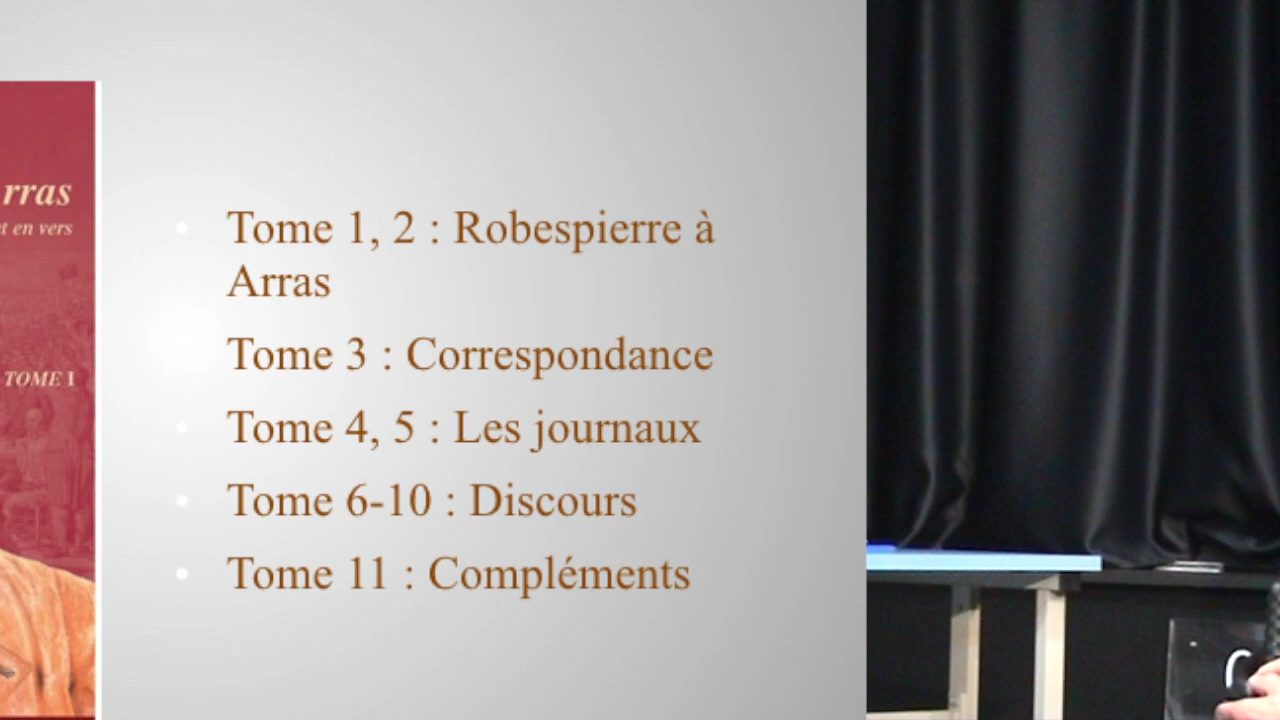 rras
et en vers
TOME I
Tome 1, 2 : Robespierre à
Arras
Tome 3 : Correspondance
Tome 4, 5 : Les journaux
Tome 6-10 : Discours
Tome 11 : Compléments